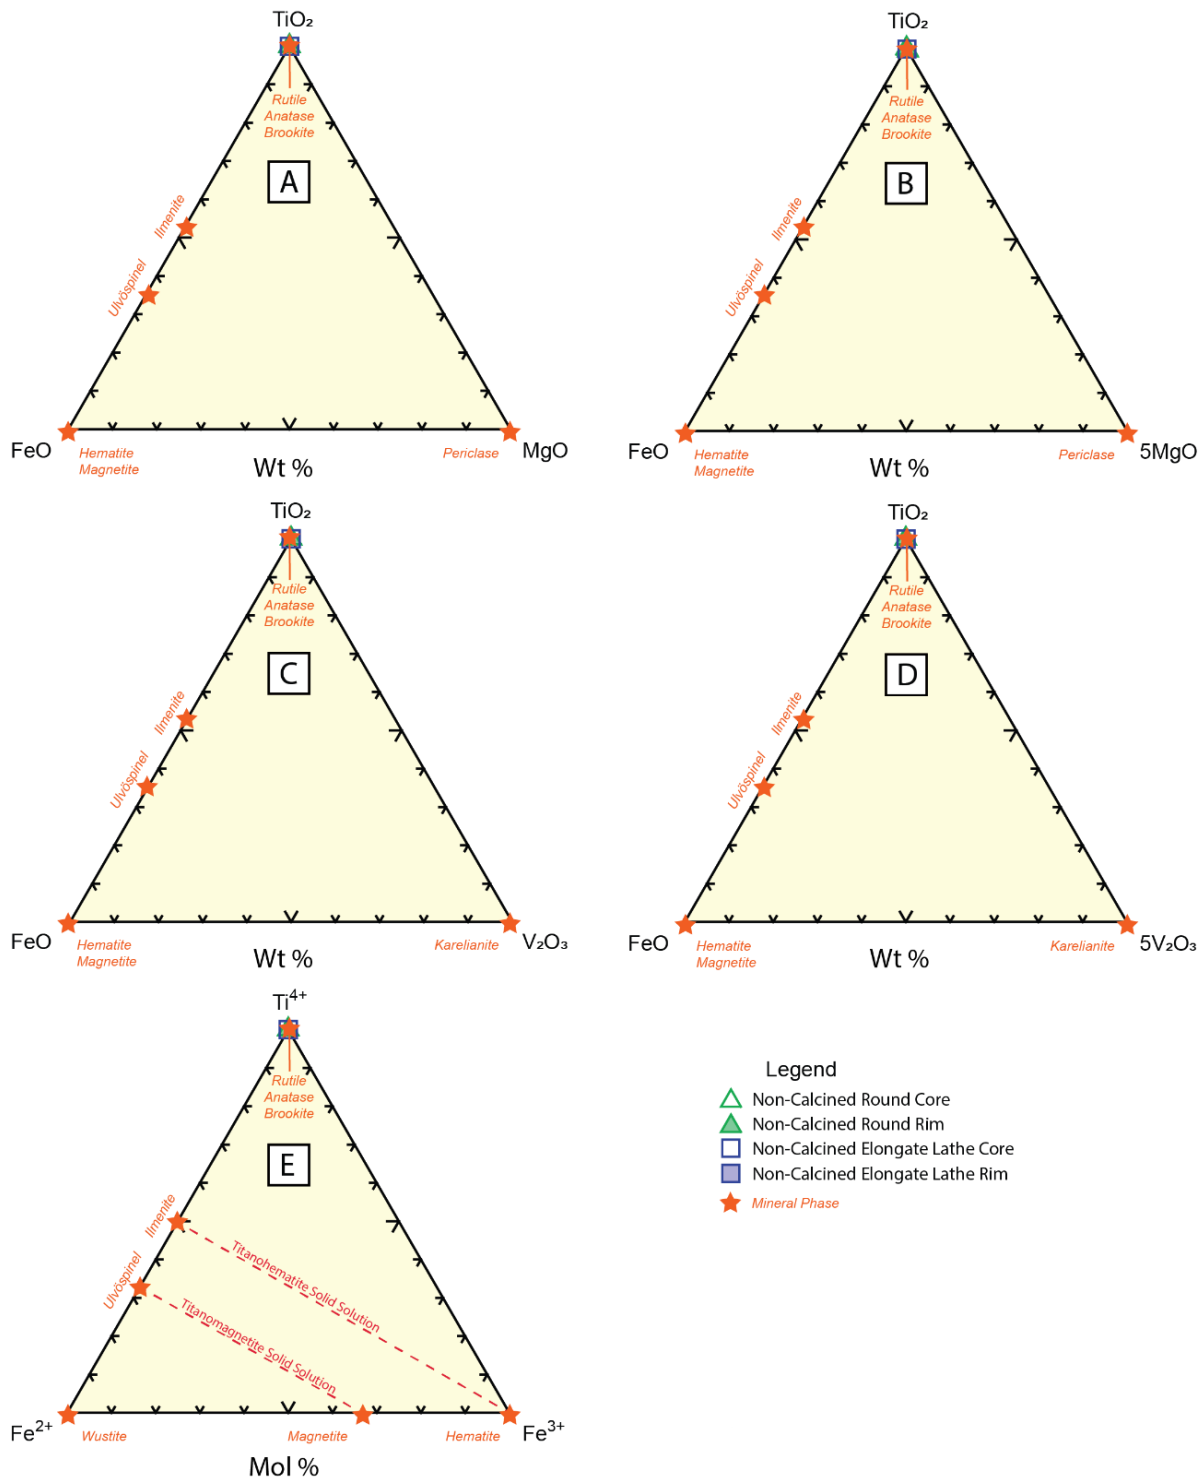 TiO₂
Rutile
Anatase
Brookite
A
Ilmenite
Ulvöspinel
FeO
Hematite
Magnetite
Periclase
MgO
Wt %
TiO₂
Rutile
Anatase
Brookite
B
Ilmenite
Ulvöspinel
FeO
Hematite
Magnetite
Periclase
5MgO
Wt %
TiO₂
Rutile
Anatase
Brookite
C
Ilmenite
Ulvöspinel
FeO
Hematite
Magnetite
Karelianite
V₂O₃
Wt %
TiO₂
Rutile
Anatase
Brookite
D
Ilmenite
Ulvöspinel
FeO
Hematite
Magnetite
Karelianite
5V₂O₃
Wt %
Ti⁴⁺
Rutile
Anatase
Brookite
E
Ilmenite
Ulvöspinel
Titanohematite Solid Solution
Titanomagnetite Solid Solution
Fe²⁺
Wustite
Magnetite
Hematite
Fe³⁺
Mol %
Legend
Non-Calcined Round Core
Non-Calcined Round Rim
Non-Calcined Elongate Lathe Core
Non-Calcined Elongate Lathe Rim
Mineral Phase